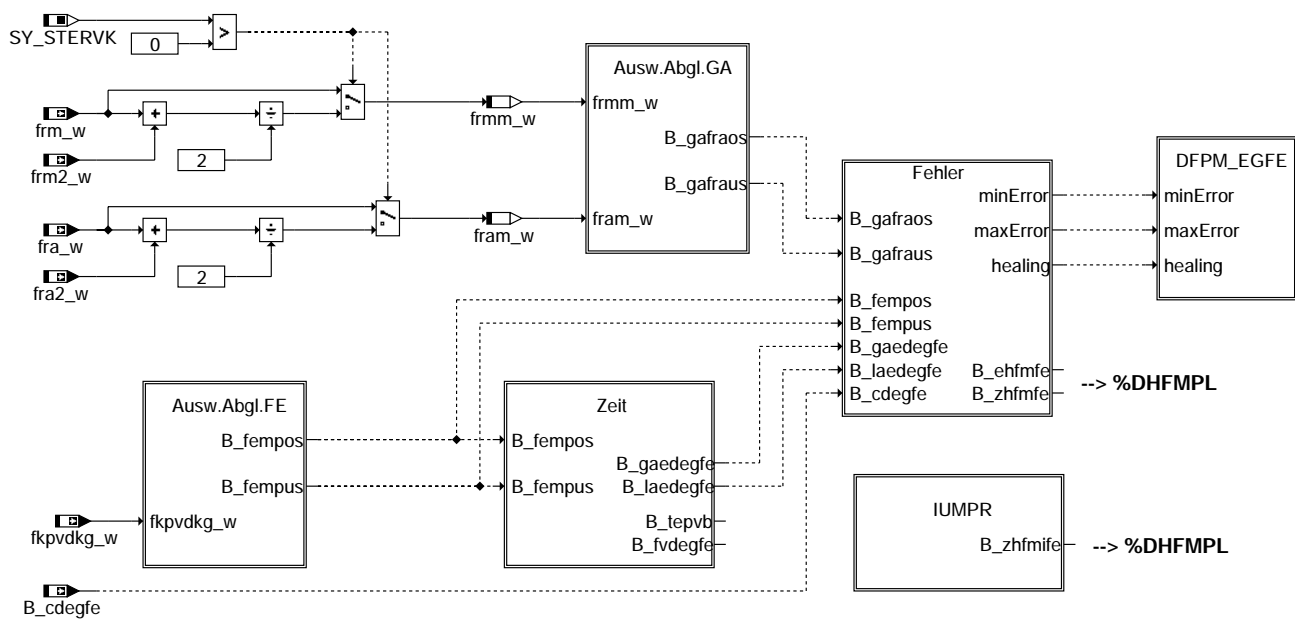 SY_STERVK
0
>
frm_w
+
÷
2
frm2_w
frmm_w
fra_w
+
÷
2
fra2_w
fram_w
Ausw.Abgl.GA
frmm_w
B_gafraos
B_gafraus
fram_w
Fehler
minError
B_gafraos
maxError
B_gafraus
healing
B_fempos
B_fempus
B_gaedegfe
B_laedegfe
B_ehfmfe
B_cdegfe
B_zhfmfe
--> %DHFMPL
DFPM_EGFE
minError
maxError
healing
Ausw.Abgl.FE
B_fempos
B_fempus
fkpvdkg_w
fkpvdkg_w
Zeit
B_fempos
B_gaedegfe
B_fempus
B_laedegfe
B_tepvb
B_fvdegfe
IUMPR
B_zhfmife
--> %DHFMPL
B_cdegfe